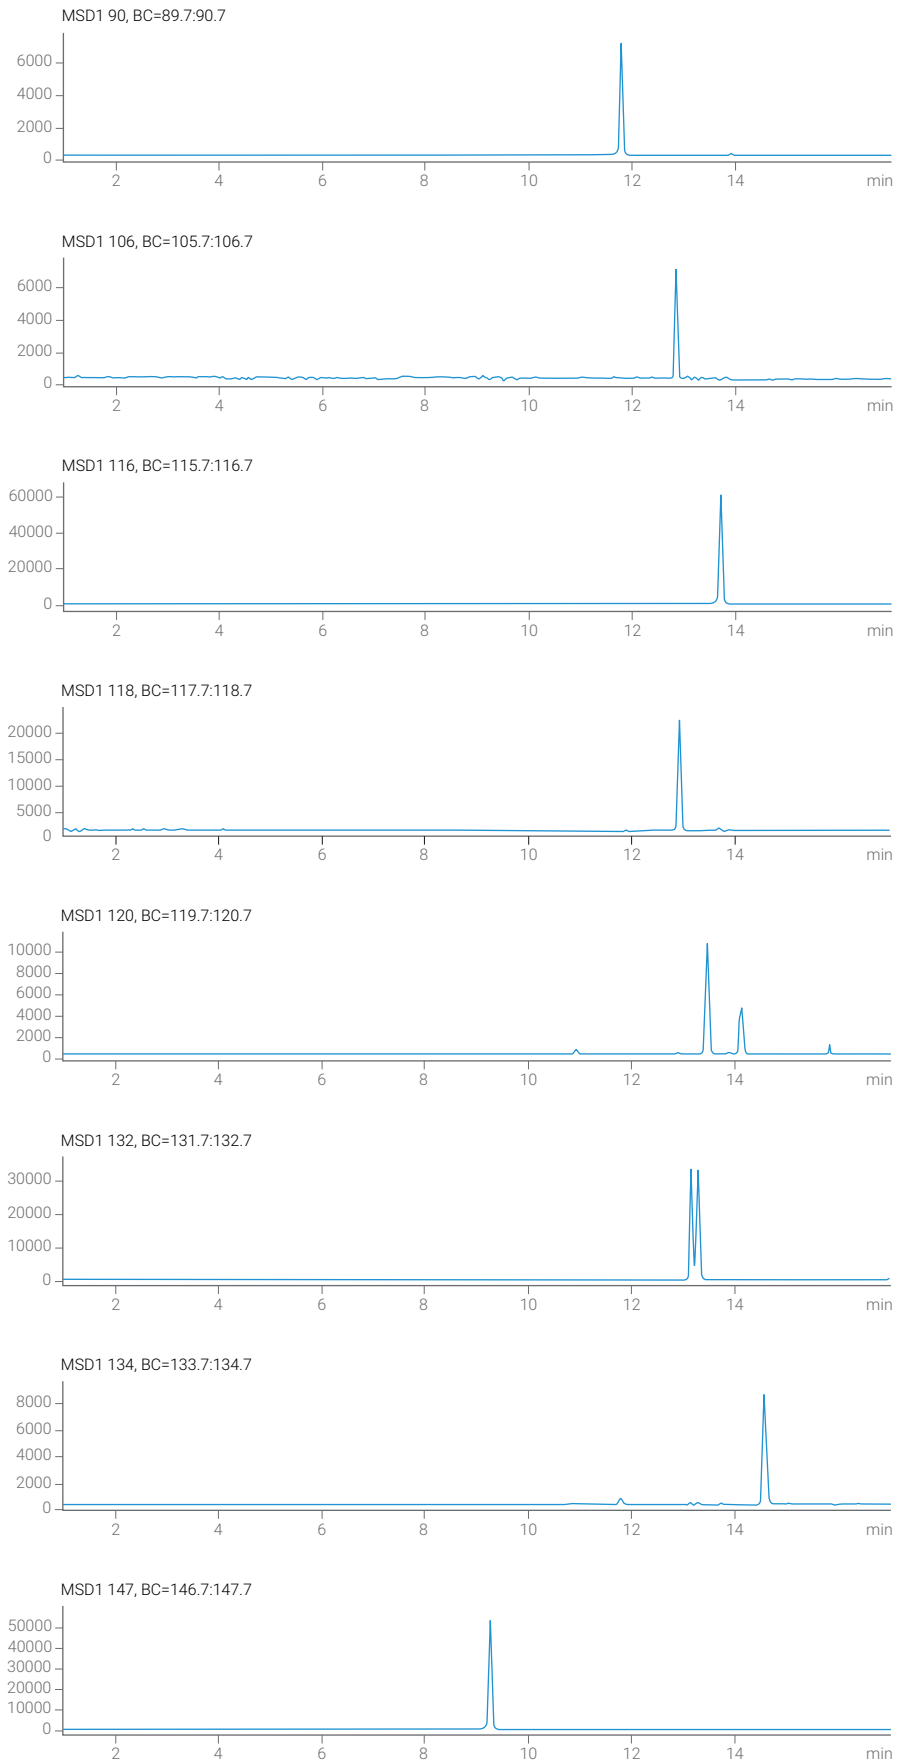 MSD1 90, BC=89.7:90.7
6000
4000
2000
0
2 4 6 8 10 12 14 min
MSD1 106, BC=105.7:106.7
6000
4000
2000
0
2 4 6 8 10 12 14 min
MSD1 116, BC=115.7:116.7
60000
40000
20000
0
2 4 6 8 10 12 14 min
MSD1 118, BC=117.7:118.7
20000
15000
10000
5000
0
2 4 6 8 10 12 14 min
MSD1 120, BC=119.7:120.7
10000
8000
6000
4000
2000
0
2 4 6 8 10 12 14 min
MSD1 132, BC=131.7:132.7
30000
20000
10000
0
2 4 6 8 10 12 14 min
MSD1 134, BC=133.7:134.7
8000
6000
4000
2000
0
2 4 6 8 10 12 14 min
MSD1 147, BC=146.7:147.7
50000
40000
30000
20000
10000
0
2 4 6 8 10 12 14 min